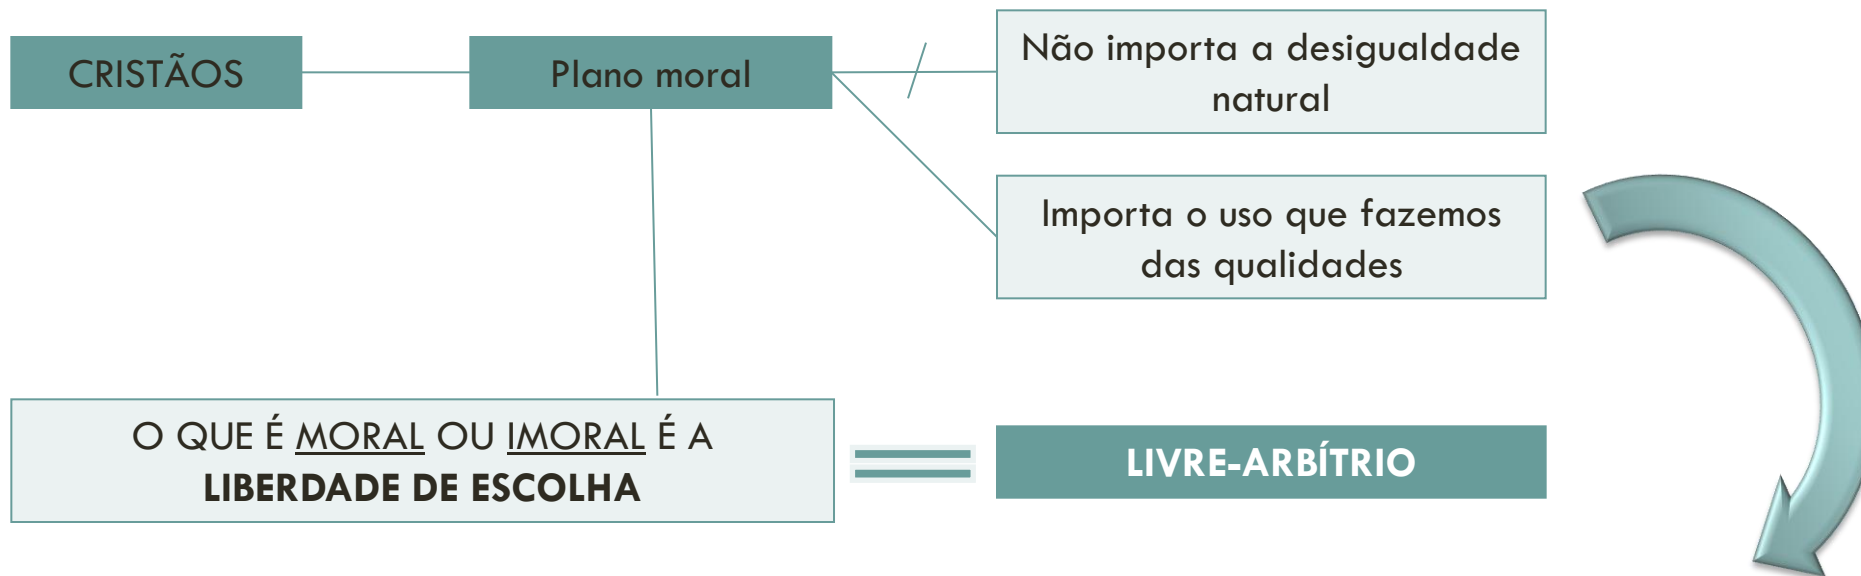 CRISTÃOS
Plano moral
Não importa a desigualdade
natural
Importa o uso que fazemos
das qualidades
O QUE É MORAL OU IMORAL É A
LIBERDADE DE ESCOLHA
LIVRE-ARBÍTRIO